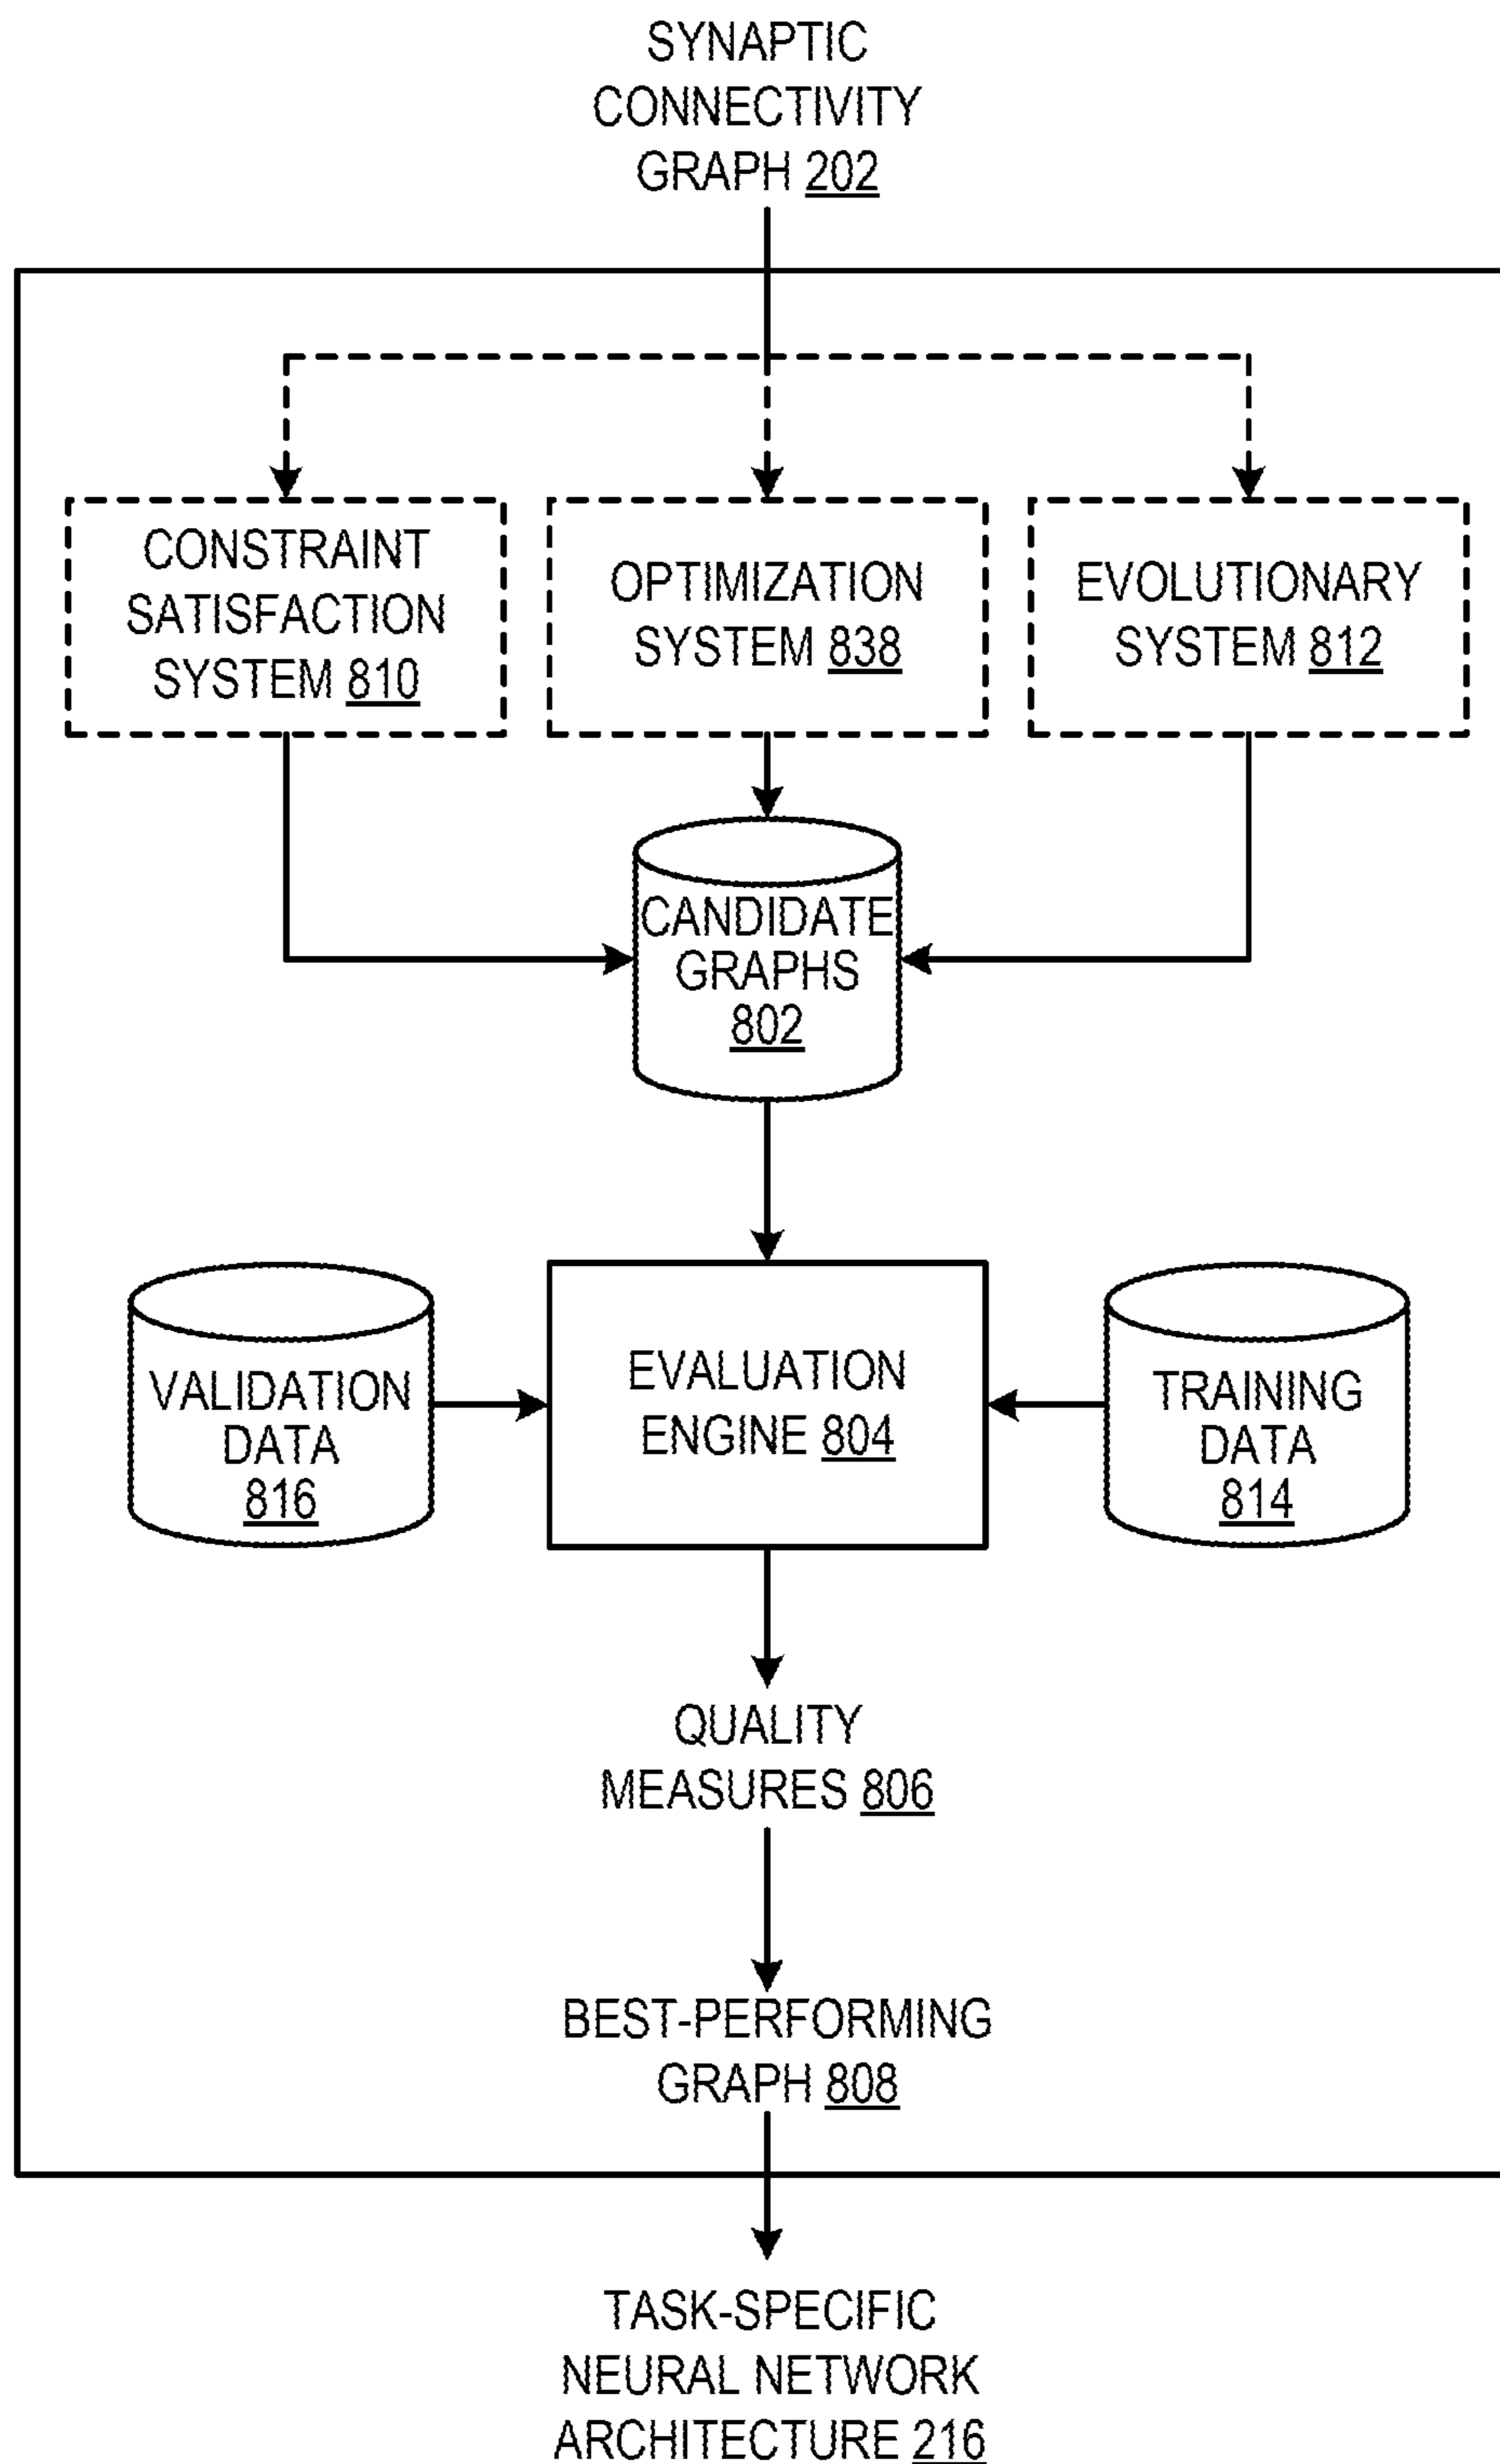 SYNAPTIC
CONNECTIVITY
GRAPH 202
CONSTRAINT
SATISFACTION
SYSTEM 810
OPTIMIZATION
SYSTEM 838
EVOLUTIONARY
SYSTEM 812
CANDIDATE
GRAPHS
802
VALIDATION
DATA
816
EVALUATION
ENGINE 804
TRAINING
DATA
814
QUALITY
MEASURES 806
BEST-PERFORMING
GRAPH 808
TASK-SPECIFIC
NEURAL NETWORK
ARCHITECTURE 216